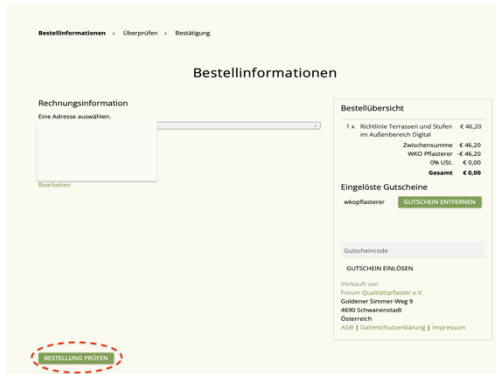 Bestellinformationen › Überprüfen › Bestätigung
Bestellinformationen
Rechnungsinformation
Eine Adresse auswählen.
Bearbeiten
Bestellübersicht
1 x Richtlinie Terrassen und Stufen € 46,20
im Außenbereich Digital
Zwischensumme € 46,20
WKO Pflasterer -€ 46,20
0% USt. € 0,00
Gesamt € 0,00
Eingelöste Gutscheine
wkopflasterer GUTSCHEIN ENTFERNEN
Gutscheincode
GUTSCHEIN EINLÖSEN
Verkauft von
Forum Qualitätspflaster e.V.
Goldener Simmer-Weg 9
4690 Schwanenstadt
Österreich
AGB | Datenschutzerklärung | Impressum
BESTELLUNG PRÜFEN